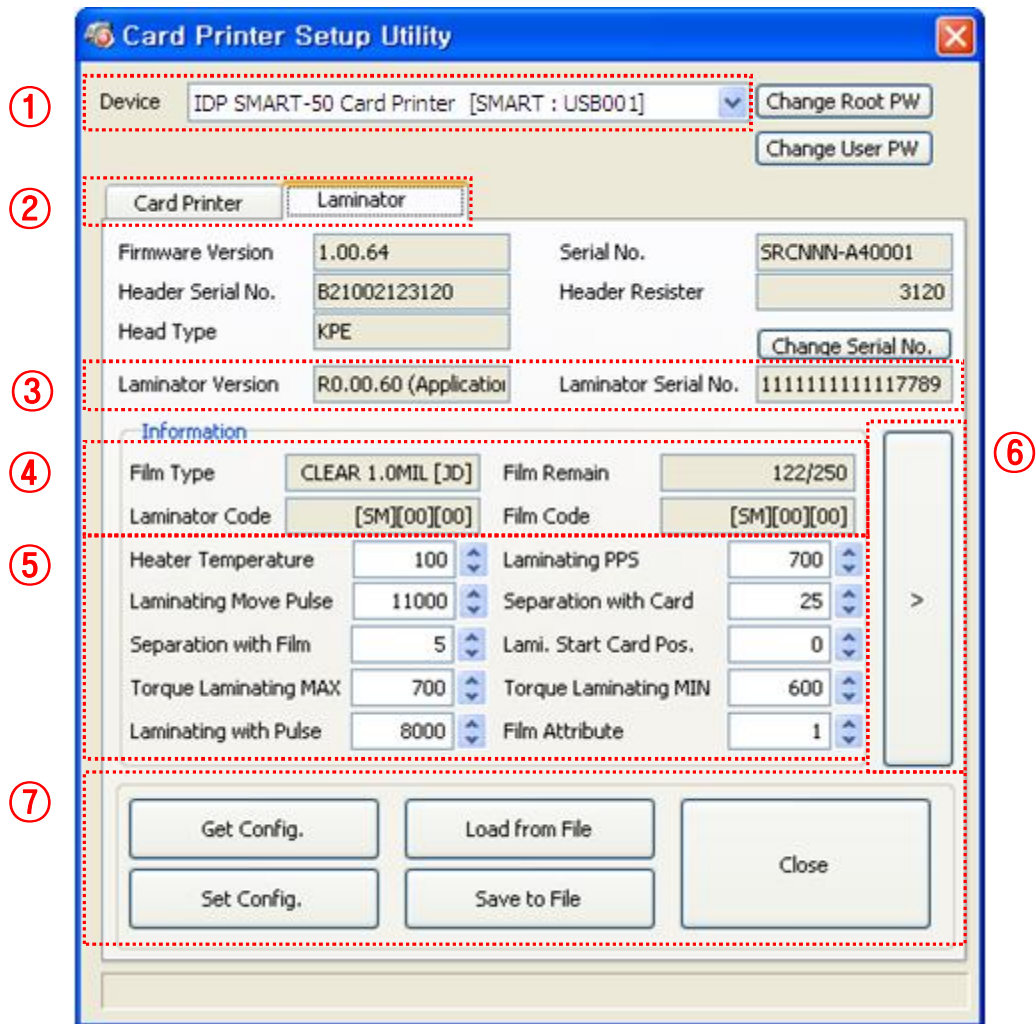 Card Printer Setup Utility
① Device IDP SMART-50 Card Printer [SMART : USB001] Change Root PW
Change User PW
② Card Printer Laminator
Firmware Version 1.00.64 Serial No. SRCNNN-A40001
Header Serial No. B21002123120 Header Resister 3120
Head Type KPE Change Serial No.
③ Laminator Version R0.00.60 (Application Laminator Serial No. 1111111111117789
Information
④ Film Type CLEAR 1.0MIL [JD] Film Remain 122/250 ⑥
Laminator Code [SM][00][00] Film Code [SM][00][00]
⑤ Heater Temperature 100 Laminating PPS 700
Laminating Move Pulse 11000 Separation with Card 25 >
Separation with Film 5 Lami. Start Card Pos. 0
Torque Laminating MAX 700 Torque Laminating MIN 600
Laminating with Pulse 8000 Film Attribute 1
⑦ Get Config. Load from File Close
Set Config. Save to File